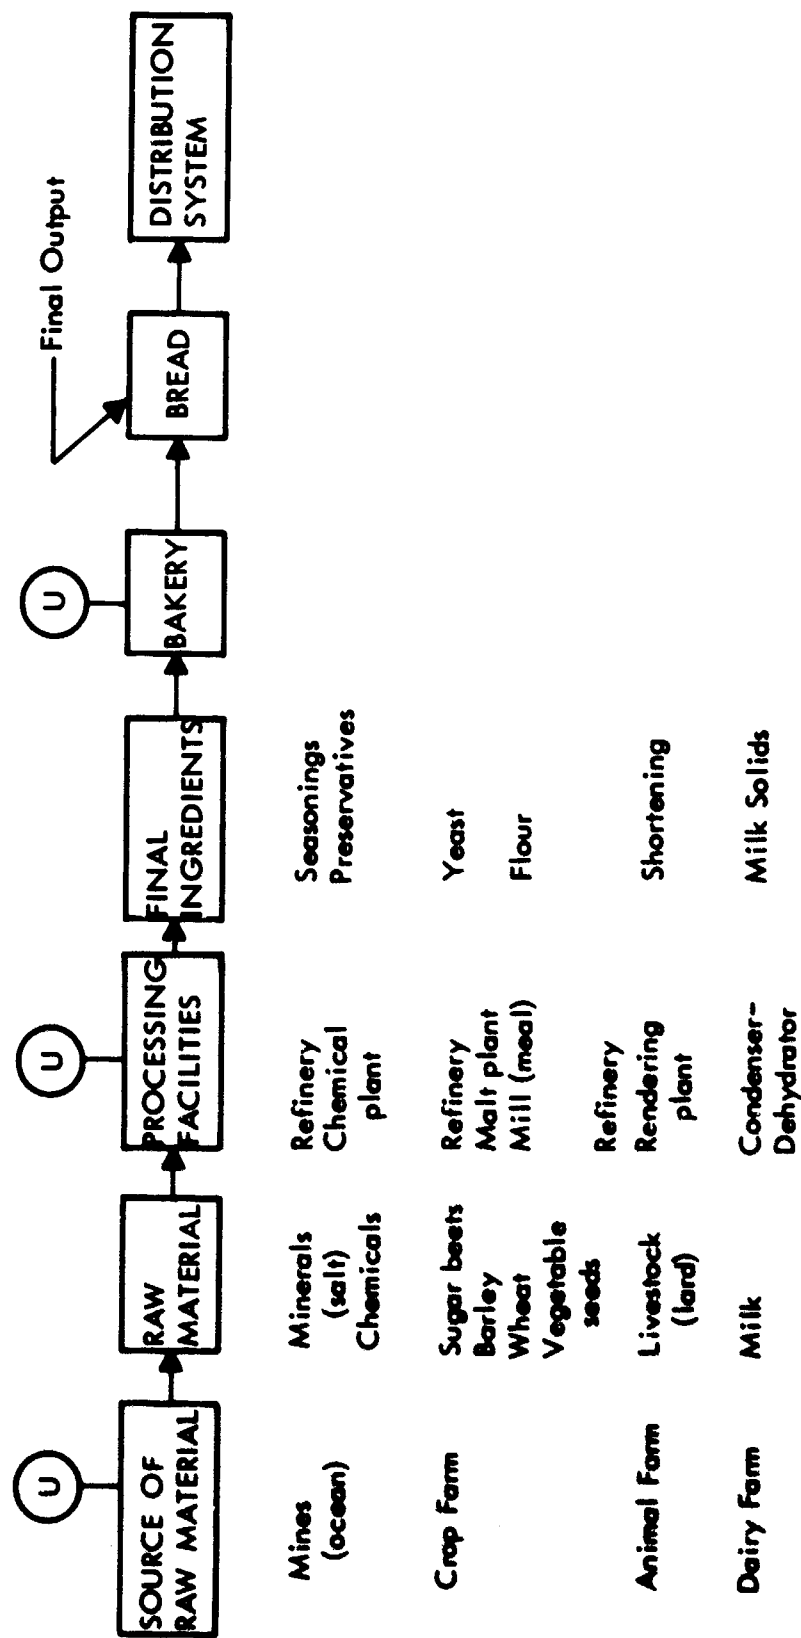 U
U
U
Final Output
SOURCE OF
RAW MATERIAL
RAW
MATERIAL
PROCESSING
FACILITIES
FINAL
INGREDIENTS
BAKERY
BREAD
DISTRIBUTION
SYSTEM
Mines
(ocean)
Minerals
(salt)
Chemicals
Refinery
Chemical
plant
Seasonings
Preservatives
Crop Farm
Sugar beets
Barley
Wheat
Vegetable
seeds
Refinery
Malt plant
Mill (meal)
Yeast
Flour
Animal Farm
Livestock
(lard)
Refinery
Rendering
plant
Shortening
Dairy Farm
Milk
Condenser-
Dehydrator
Milk Solids